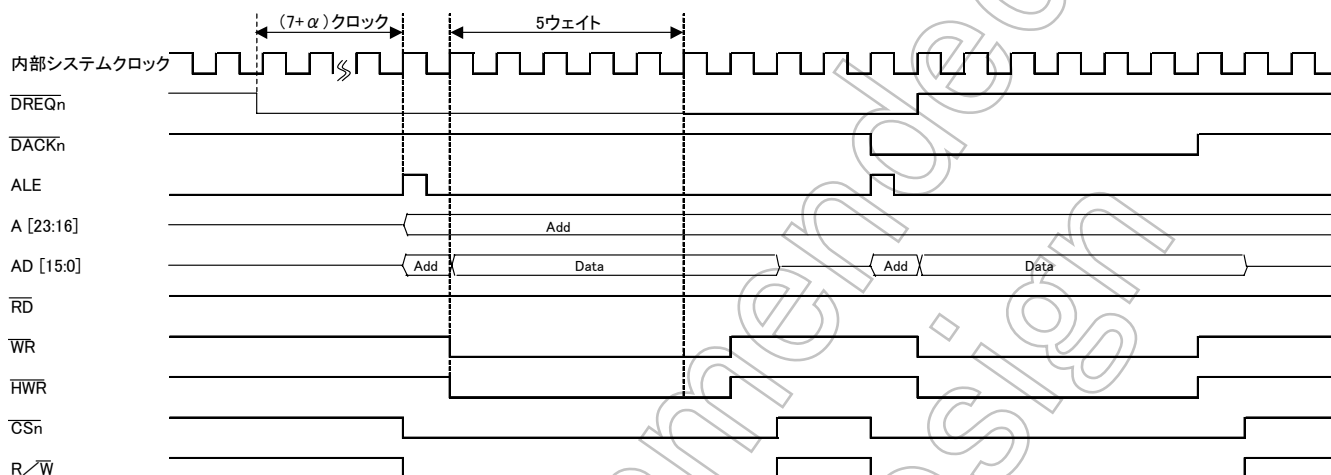 (7+α)クロック
5ウェイト
内部システムクロック
DREQn
DACKn
ALE
A [23:16]
Add
AD [15:0]
Add
Data
Add
Data
RD
WR
HWR
CSn
R/W